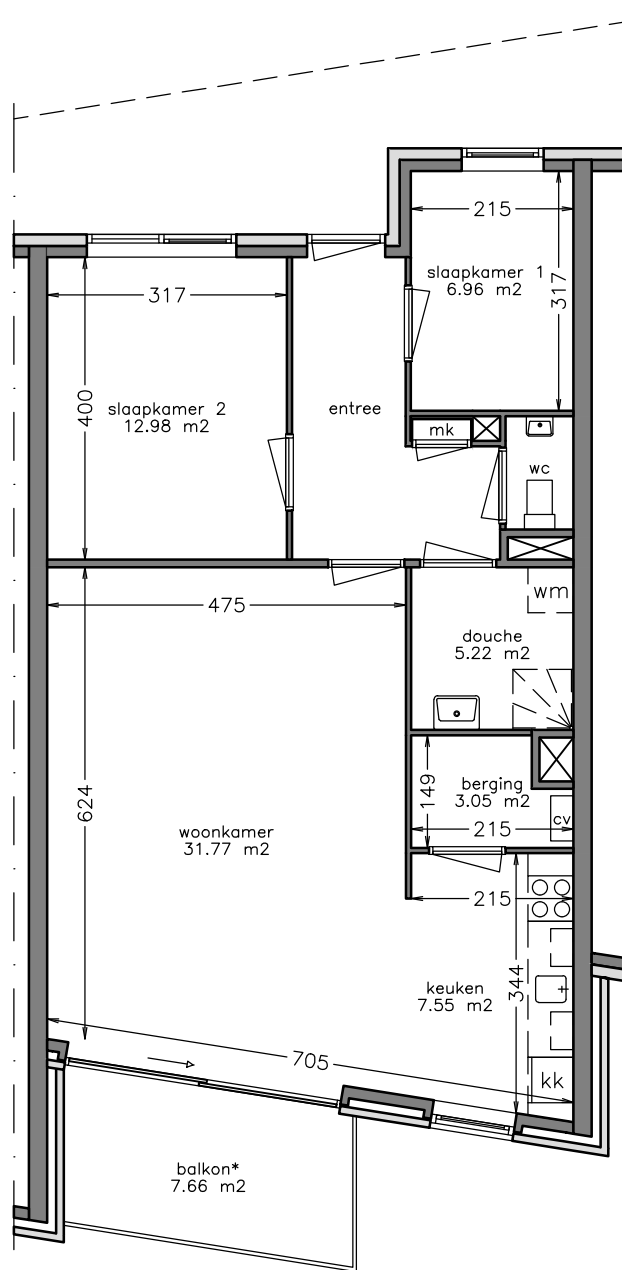 215
slaapkamer 1
6.96 m2
317
317
400
slaapkamer 2
12.98 m2
entree
mk
wc
475
wm
douche
5.22 m2
624
149
berging
3.05 m2
cv
215
woonkamer
31.77 m2
215
keuken
7.55 m2
344
705
kk
balkon*
7.66 m2